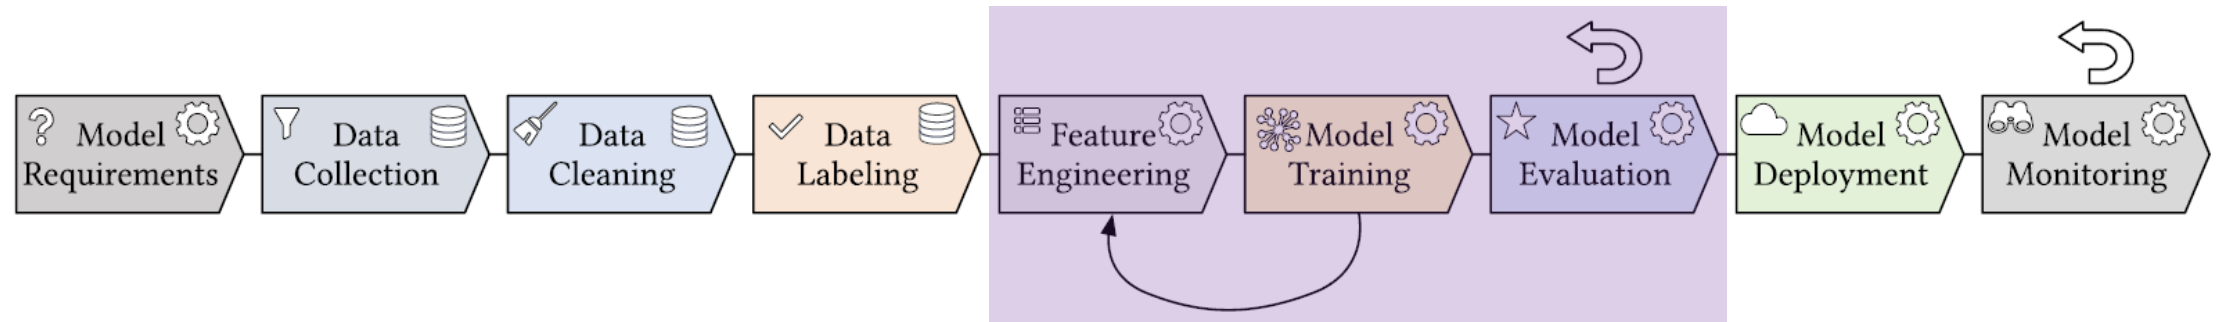 Model
Requirements
Data
Collection
Data
Cleaning
Data
Labeling
Feature
Engineering
Model
Training
Model
Evaluation
Model
Deployment
Model
Monitoring